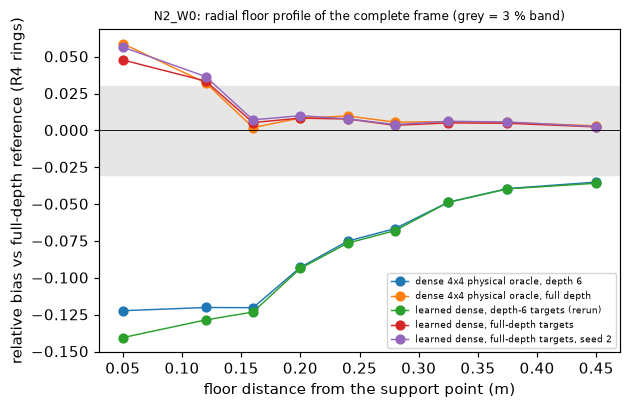 N2_W0: radial floor profile of the complete frame (grey = 3 % band)
relative bias vs full-depth reference (R4 rings)
0.050
0.025
0.000
−0.025
−0.050
−0.075
−0.100
−0.125
−0.150
dense 4x4 physical oracle, depth 6
dense 4x4 physical oracle, full depth
learned dense, depth-6 targets (rerun)
learned dense, full-depth targets
learned dense, full-depth targets, seed 2
0.05 0.10 0.15 0.20 0.25 0.30 0.35 0.40 0.45
floor distance from the support point (m)